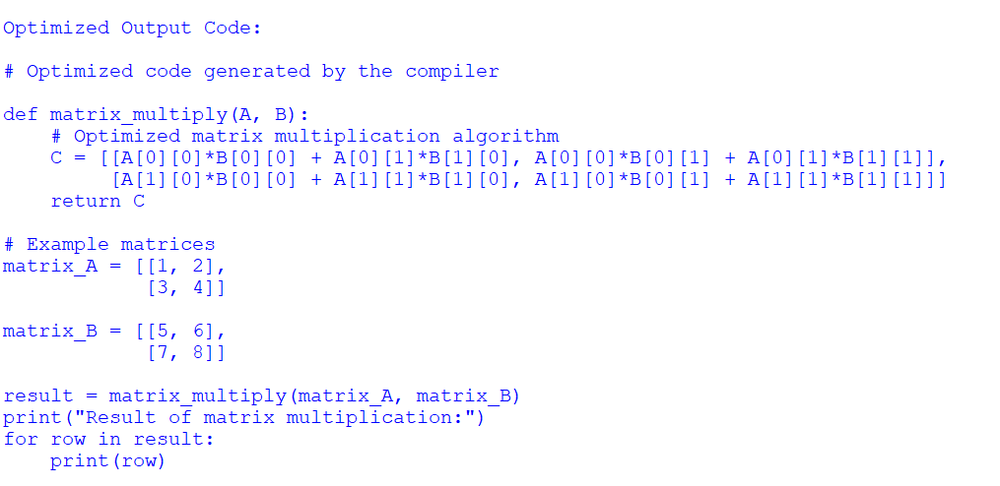 Optimized Output Code:

# Optimized code generated by the compiler

def matrix_multiply(A, B):
    # Optimized matrix multiplication algorithm
    C = [[A[0][0]*B[0][0] + A[0][1]*B[1][0], A[0][0]*B[0][1] + A[0][1]*B[1][1]],
         [A[1][0]*B[0][0] + A[1][1]*B[1][0], A[1][0]*B[0][1] + A[1][1]*B[1][1]]]
    return C

# Example matrices
matrix_A = [[1, 2],
            [3, 4]]

matrix_B = [[5, 6],
            [7, 8]]

result = matrix_multiply(matrix_A, matrix_B)
print("Result of matrix multiplication:")
for row in result:
    print(row)